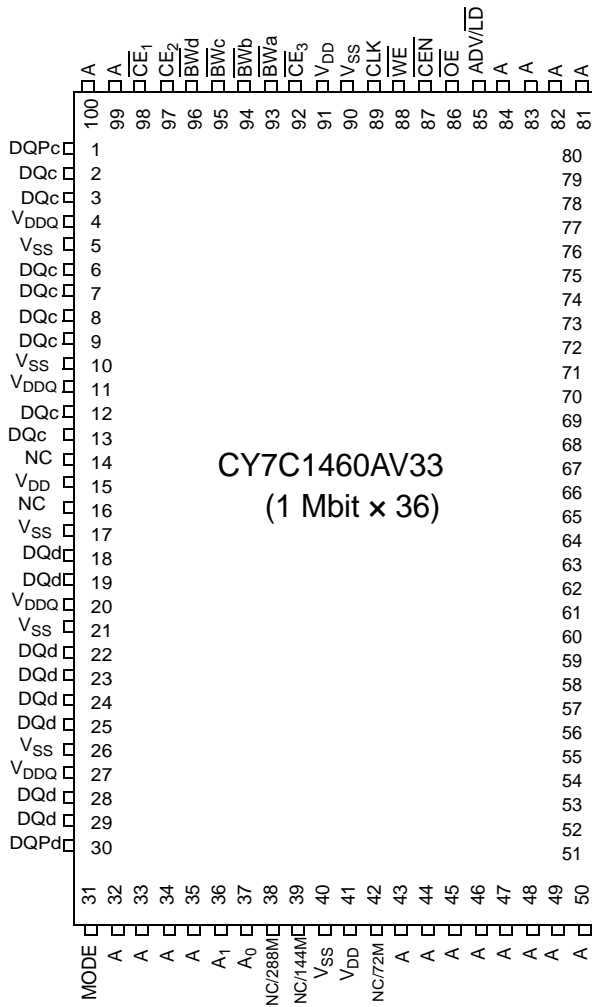 A
A
CE1
CE2
BWd
BWc
BWb
BWa
CE3
VDD
VSS
CLK
WE
CEN
OE
ADV/LD
A
A
A
A
100
99
98
97
96
95
94
93
92
91
90
89
88
87
86
85
84
83
82
81
DQPc 1
DQc 2
DQc 3
VDDQ 4
VSS 5
DQc 6
DQc 7
DQc 8
DQc 9
VSS 10
VDDQ 11
DQc 12
DQc 13
NC 14
VDD 15
NC 16
VSS 17
DQd 18
DQd 19
VDDQ 20
VSS 21
DQd 22
DQd 23
DQd 24
DQd 25
VSS 26
VDDQ 27
DQd 28
DQd 29
DQPd 30
CY7C1460AV33
(1 Mbit × 36)
80
79
78
77
76
75
74
73
72
71
70
69
68
67
66
65
64
63
62
61
60
59
58
57
56
55
54
53
52
51
31
32
33
34
35
36
37
38
39
40
41
42
43
44
45
46
47
48
49
50
MODE
A
A
A
A
A1
A0
NC/288M
NC/144M
VSS
VDD
NC/72M
A
A
A
A
A
A
A
A